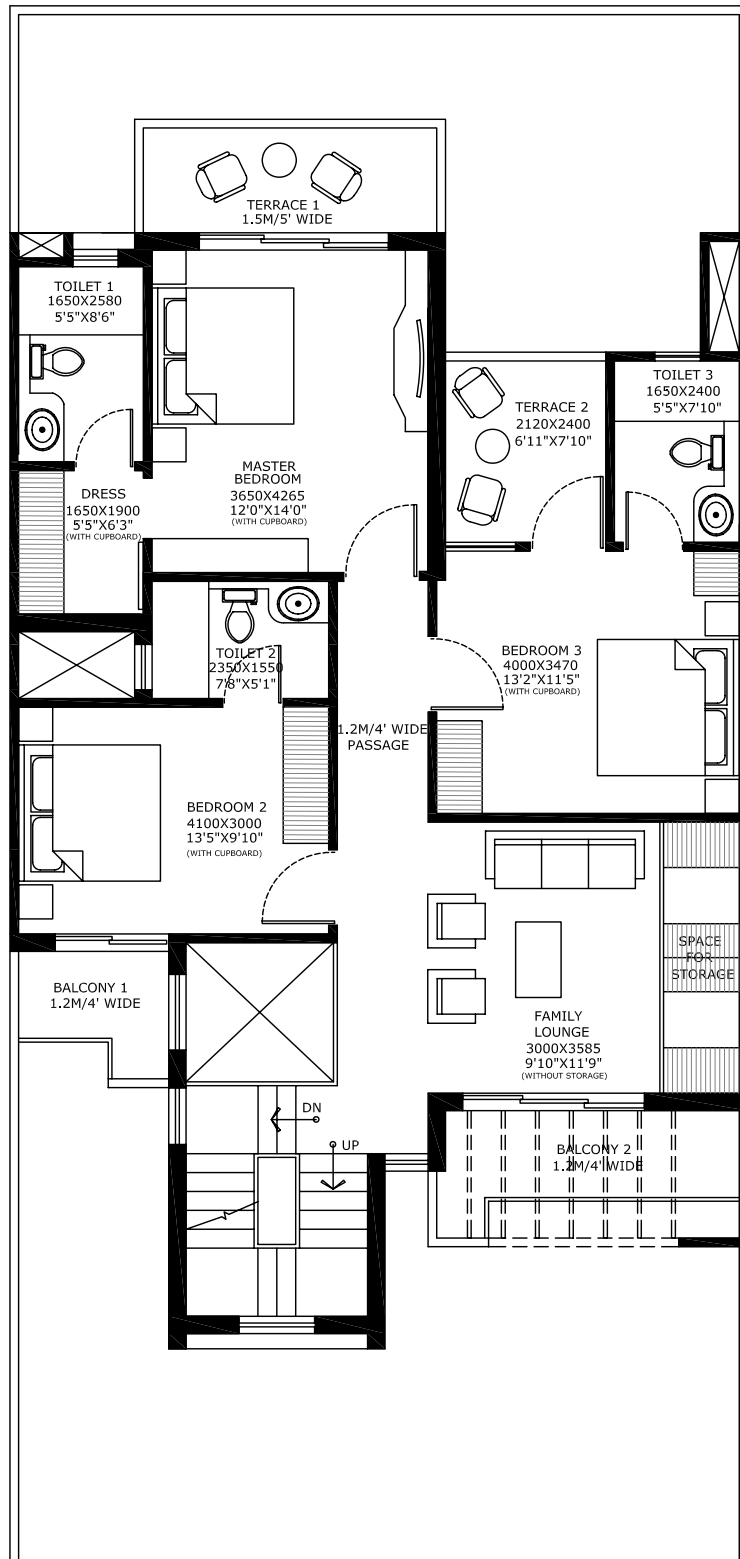 TERRACE 1
1.5M/5' WIDE
TOILET 1
1650X2580
5'5"X8'6"
TOILET 3
1650X2400
5'5"X7'10"
TERRACE 2
2120X2400
6'11"X7'10"
MASTER
BEDROOM
3650X4265
12'0"X14'0
(WITH CUPBOARD)
DRESS
1650X1900
5'5"X6'3"
(WITH CUPBOARD)
TOILET 2
2350X1550
7'8"X5'1"
BEDROOM 3
4000X3470
13'2"X11'5"
(WITH CUPBOARD)
1.2M/4' WIDE
PASSAGE
BEDROOM 2
4100X3000
13'5"X9'10"
(WITH CUPBOARD)
SPACE
FOR
STORAGE
BALCONY 1
1.2M/4' WIDE
FAMILY
LOUNGE
3000X3585
9'10"X11'9"
(WITHOUT STORAGE)
DN
UP
BALCONY 2
1.2M/4' WIDE